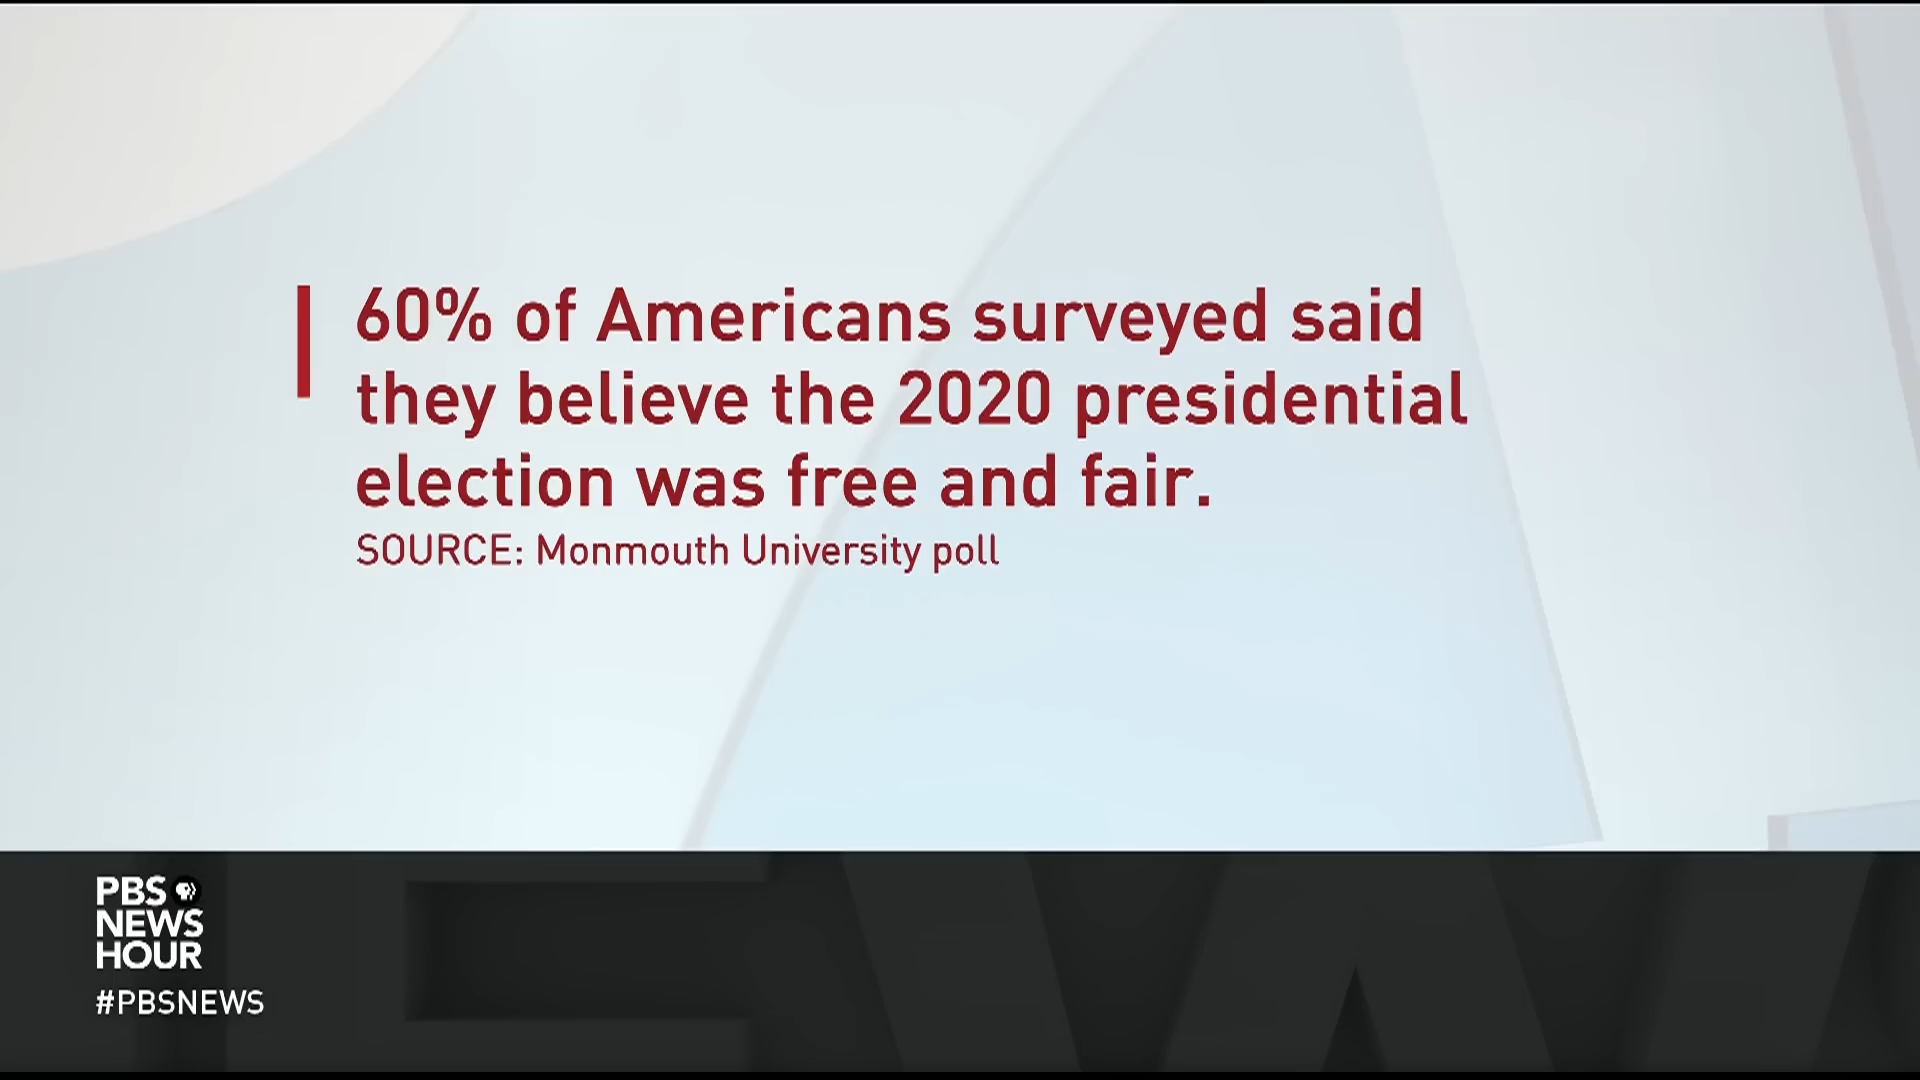 60% of Americans surveyed said
they believe the 2020 presidential
election was free and fair.
SOURCE: Monmouth University poll
PBS
NEWS
HOUR
#PBSNEWS